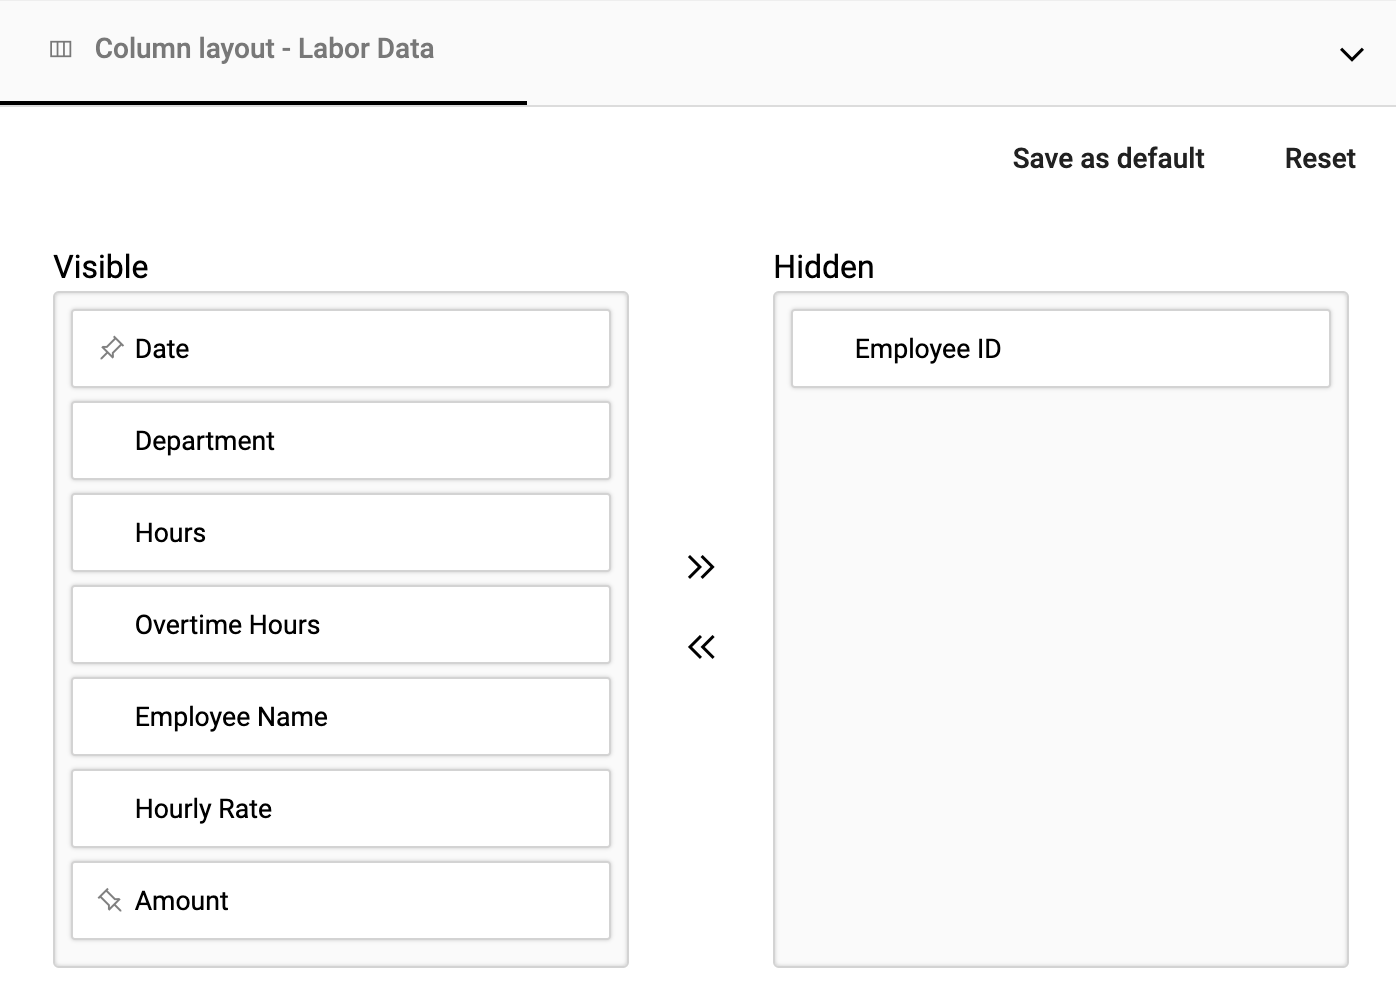 Column layout - Labor Data
Save as default
Reset
Visible
Date
Department
Hours
Overtime Hours
Employee Name
Hourly Rate
Amount
Hidden
Employee ID